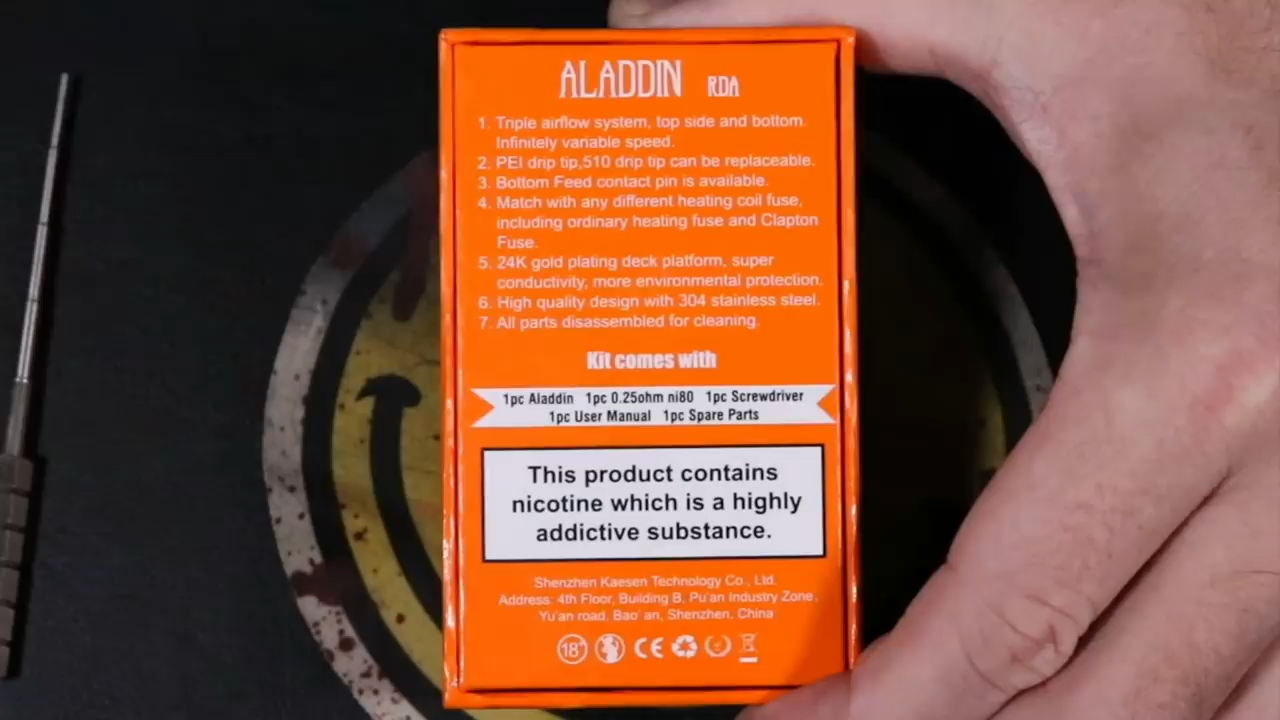 ALADDIN RDA
1. Triple airflow system, top side and bottom.
Infinitely variable speed.
2. PEI drip tip,510 drip tip can be replaceable.
3. Bottom Feed contact pin is available.
4. Match with any different heating coil fuse,
including ordinary heating fuse and Clapton
Fuse.
5. 24K gold plating deck platform, super
conductivity, more environmental protection.
6. High quality design with 304 stainless steel.
7. All parts disassembled for cleaning.
Kit comes with
1pc Aladdin 1pc 0.25ohm ni80 1pc Screwdriver
1pc User Manual 1pc Spare Parts
This product contains
nicotine which is a highly
addictive substance.
Shenzhen Kaesen Technology Co., Ltd.
Address: 4th Floor, Building B, Pu'an Industry Zone,
Yu'an road, Bao' an, Shenzhen, China
18+ CE